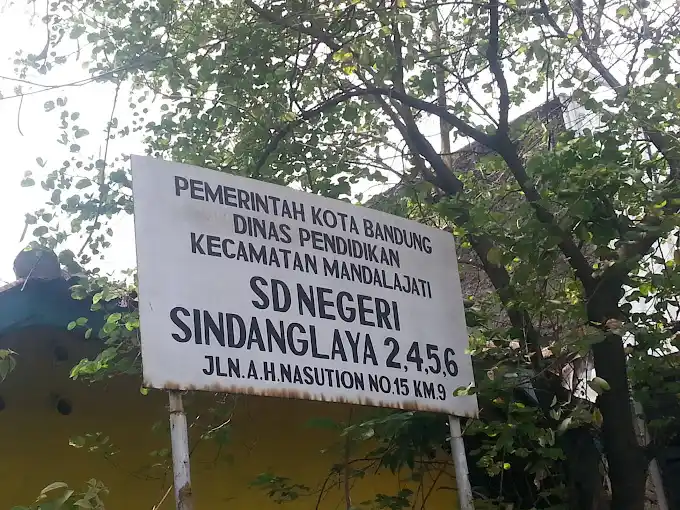 PEMERINTAH KOTA BANDUNG
DINAS PENDIDIKAN
KECAMATAN MANDALAJATI
SD NEGERI
SINDANGLAYA 2,4,5,6
JLN.A.H.NASUTION NO.15 KM.9